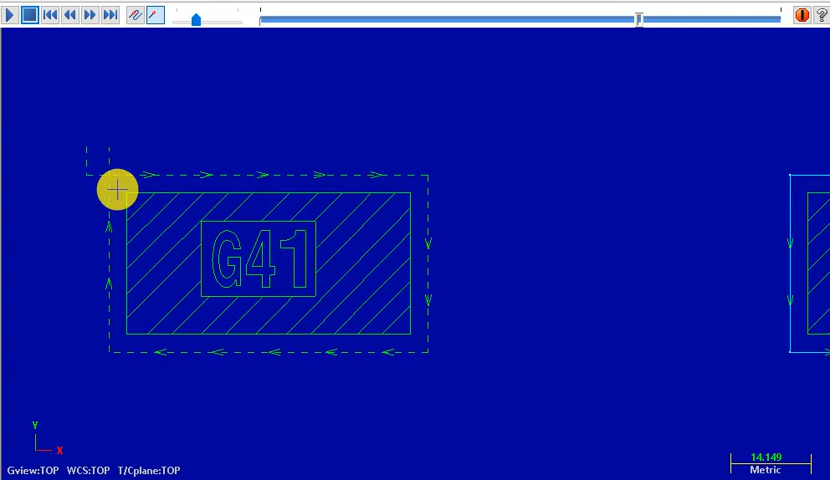 G41
Y
X
Gview:TOP WCS:TOP T/Cplane:TOP
14.149
Metric